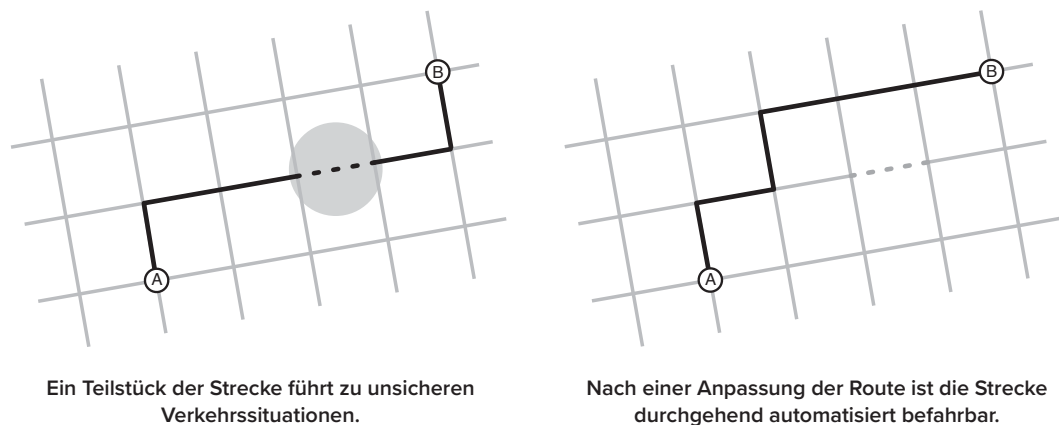 B
A
B
A
Ein Teilstück der Strecke führt zu unsicheren
Verkehrssituationen.
Nach einer Anpassung der Route ist die Strecke
durchgehend automatisiert befahrbar.